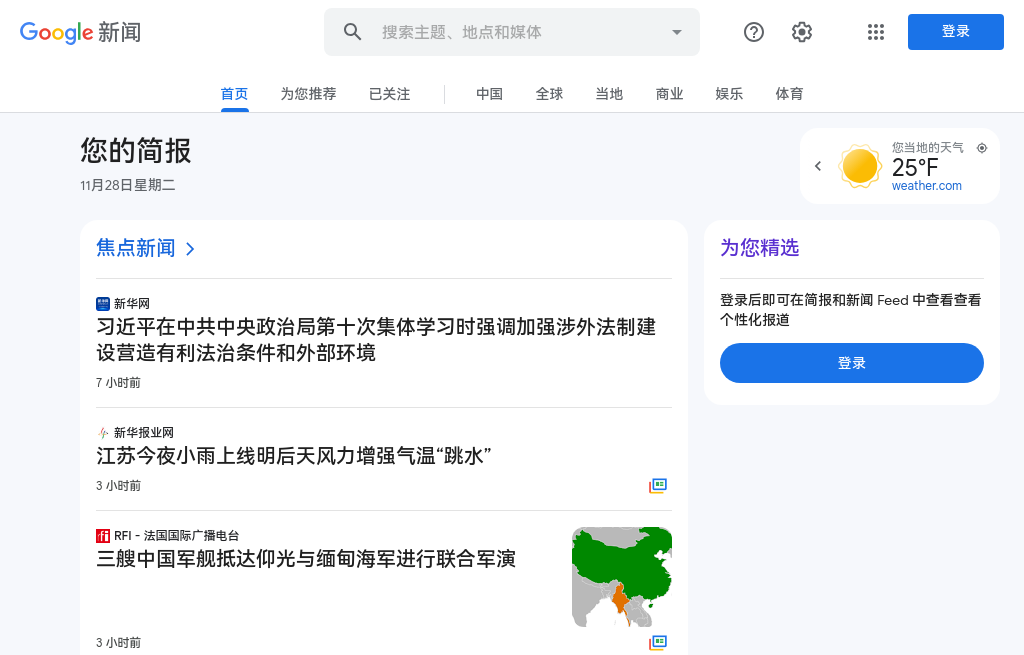 Google 新闻
搜索主题、地点和媒体
登录
首页
为您推荐
已关注
中国
全球
当地
商业
娱乐
体育
您的简报
11月28日星期二
您当地的天气
25°F
weather.com
焦点新闻
新华网
习近平在中共中央政治局第十次集体学习时强调加强涉外法制建
设营造有利法治条件和外部环境
7 小时前
新华报业网
江苏今夜小雨上线明后天风力增强气温“跳水”
3 小时前
RFI - 法国国际广播电台
三艘中国军舰抵达仰光与缅甸海军进行联合军演
3 小时前
为您精选
登录后即可在简报和新闻 Feed 中查看查看
个性化报道
登录